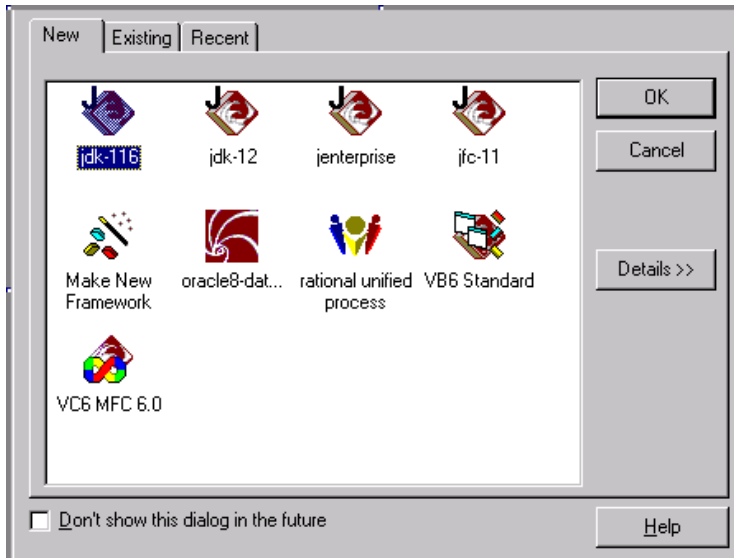 New Existing Recent
OK
jdk-116 jdk-12 jenterprise jfc-11
Cancel
Make New oracle8-dat... rational unified VB6 Standard
Framework process
Details >>
VC6 MFC 6.0
Don't show this dialog in the future
Help